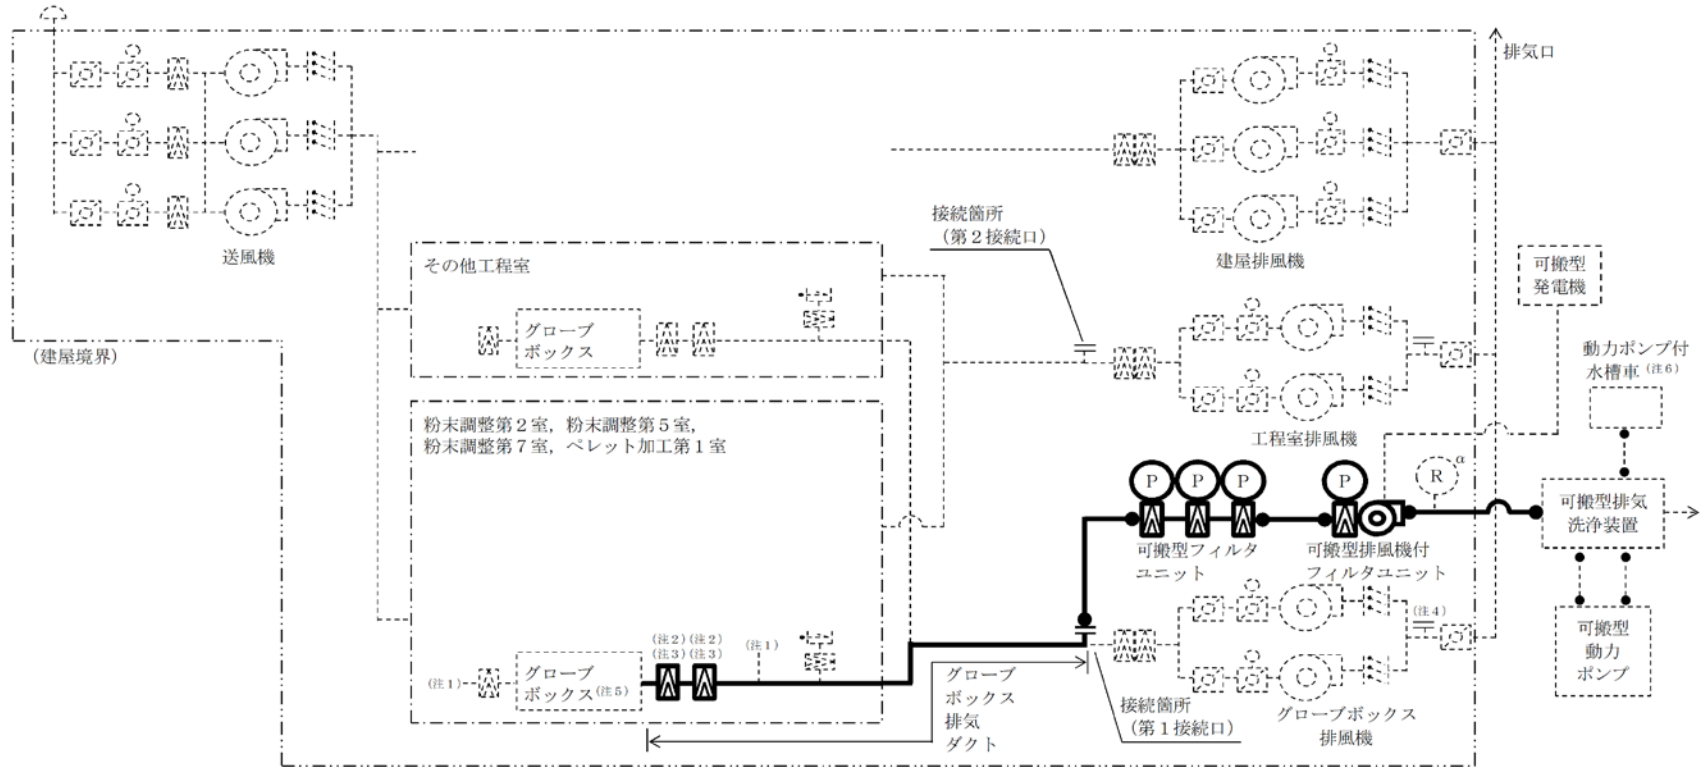 排気口
送風機
(建屋境界)
その他工程室
グローブ
ボックス
接続箇所
(第2接続口)
建屋排風機
可搬型
発電機
動力ポンプ付
水槽車(注6)
粉末調整第2室,粉末調整第5室,
粉末調整第7室,ペレット加工第1室
工程室排風機
P
P
P
P
R
α
可搬型フィルタ
ユニット
可搬型排風機付
フィルタユニット
可搬型排気
洗浄装置
(注4)
可搬型
動力
ポンプ
(注1)
グローブ
ボックス(注5)
(注2)(注2)
(注3)(注3)
(注1)
グローブ
ボックス
排気
ダクト
接続箇所
(第1接続口)
グローブボックス
排風機